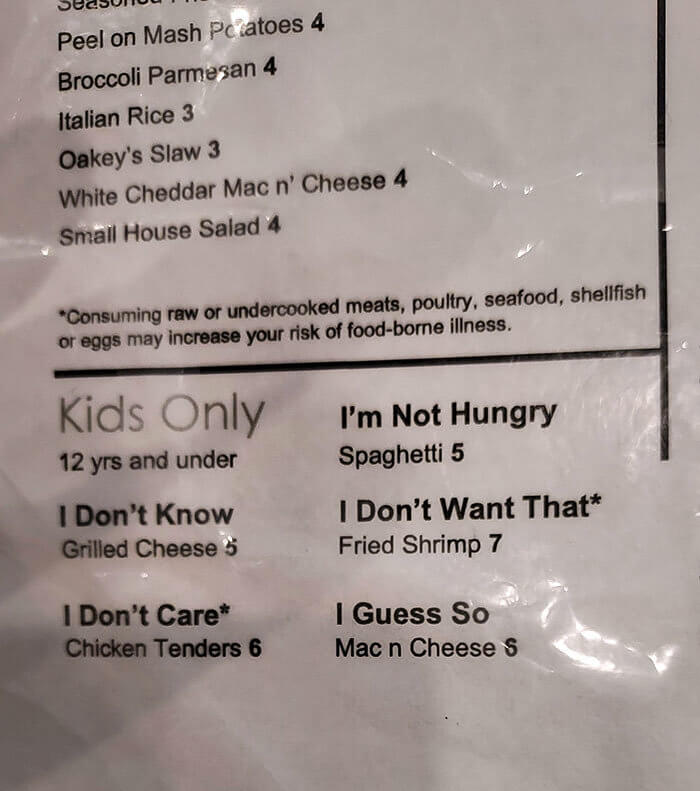 Seasoned
Peel on Mash Potatoes 4
Broccoli Parmesan 4
Italian Rice 3
Oakey's Slaw 3
White Cheddar Mac n' Cheese 4
Small House Salad 4
*Consuming raw or undercooked meats, poultry, seafood, shellfish
or eggs may increase your risk of food-borne illness.
Kids Only
12 yrs and under
I Don't Know
Grilled Cheese 5
I Don't Care*
Chicken Tenders 6
I'm Not Hungry
Spaghetti 5
I Don't Want That*
Fried Shrimp 7
I Guess So
Mac n Cheese